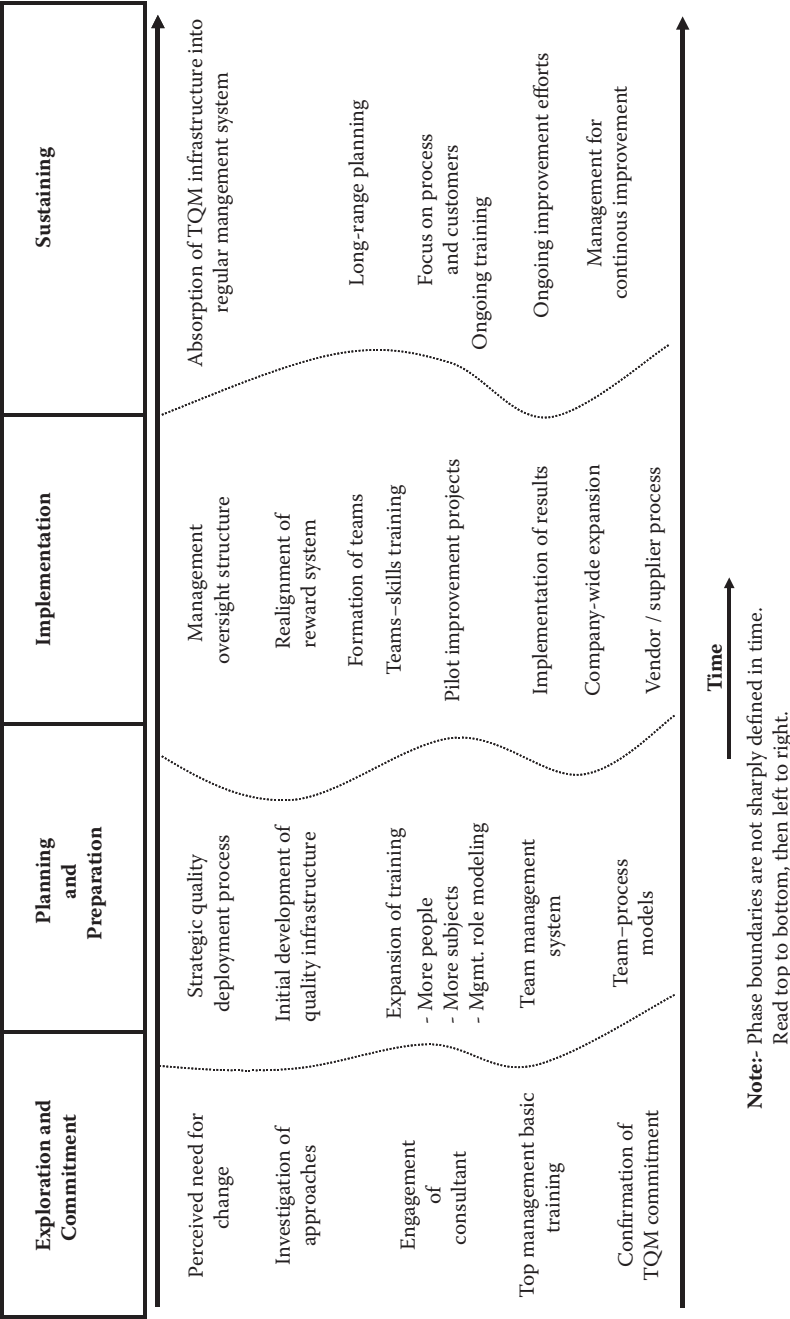 Exploration and
Commitment
Planning
and
Preparation
Implementation
Sustaining
Perceived need for
change
Investigation of
approaches
Engagement
of
consultant
Top management basic
training
Confirmation of
TQM commitment
Strategic quality
deployment process
Initial development of
quality infrastructure
Expansion of training
- More people
- More subjects
- Mgmt. role modeling
Team management
system
Team–process
models
Management
oversight structure
Realignment of
reward system
Formation of teams
Teams–skills training
Pilot improvement projects
Implementation of results
Company-wide expansion
Vendor / supplier process
Absorption of TQM infrastructure into
regular mangement system
Long-range planning
Focus on process
and customers
Ongoing training
Ongoing improvement efforts
Management for
continous improvement
Time
Note:- Phase boundaries are not sharply defined in time.
Read top to bottom, then left to right.